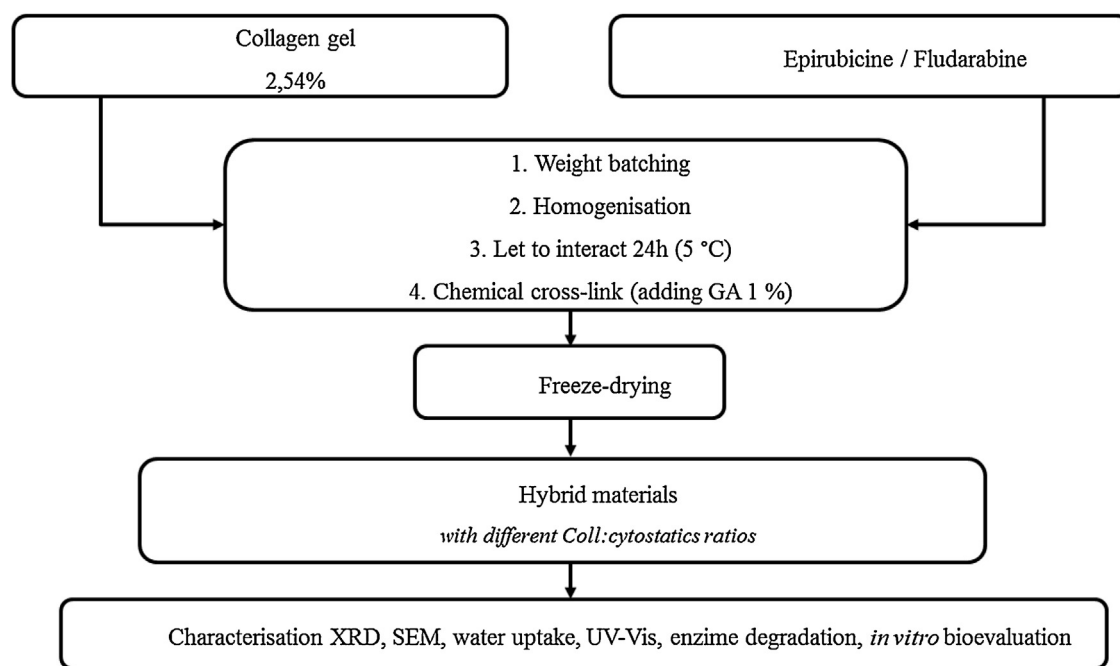 Collagen gel
2,54%
Epirubicine / Fludarabine
1. Weight batching
2. Homogenisation
3. Let to interact 24h (5 °C)
4. Chemical cross-link (adding GA 1 %)
Freeze-drying
Hybrid materials
with different Coll:cytostatics ratios
Characterisation XRD, SEM, water uptake, UV-Vis, enzime degradation, in vitro bioevaluation